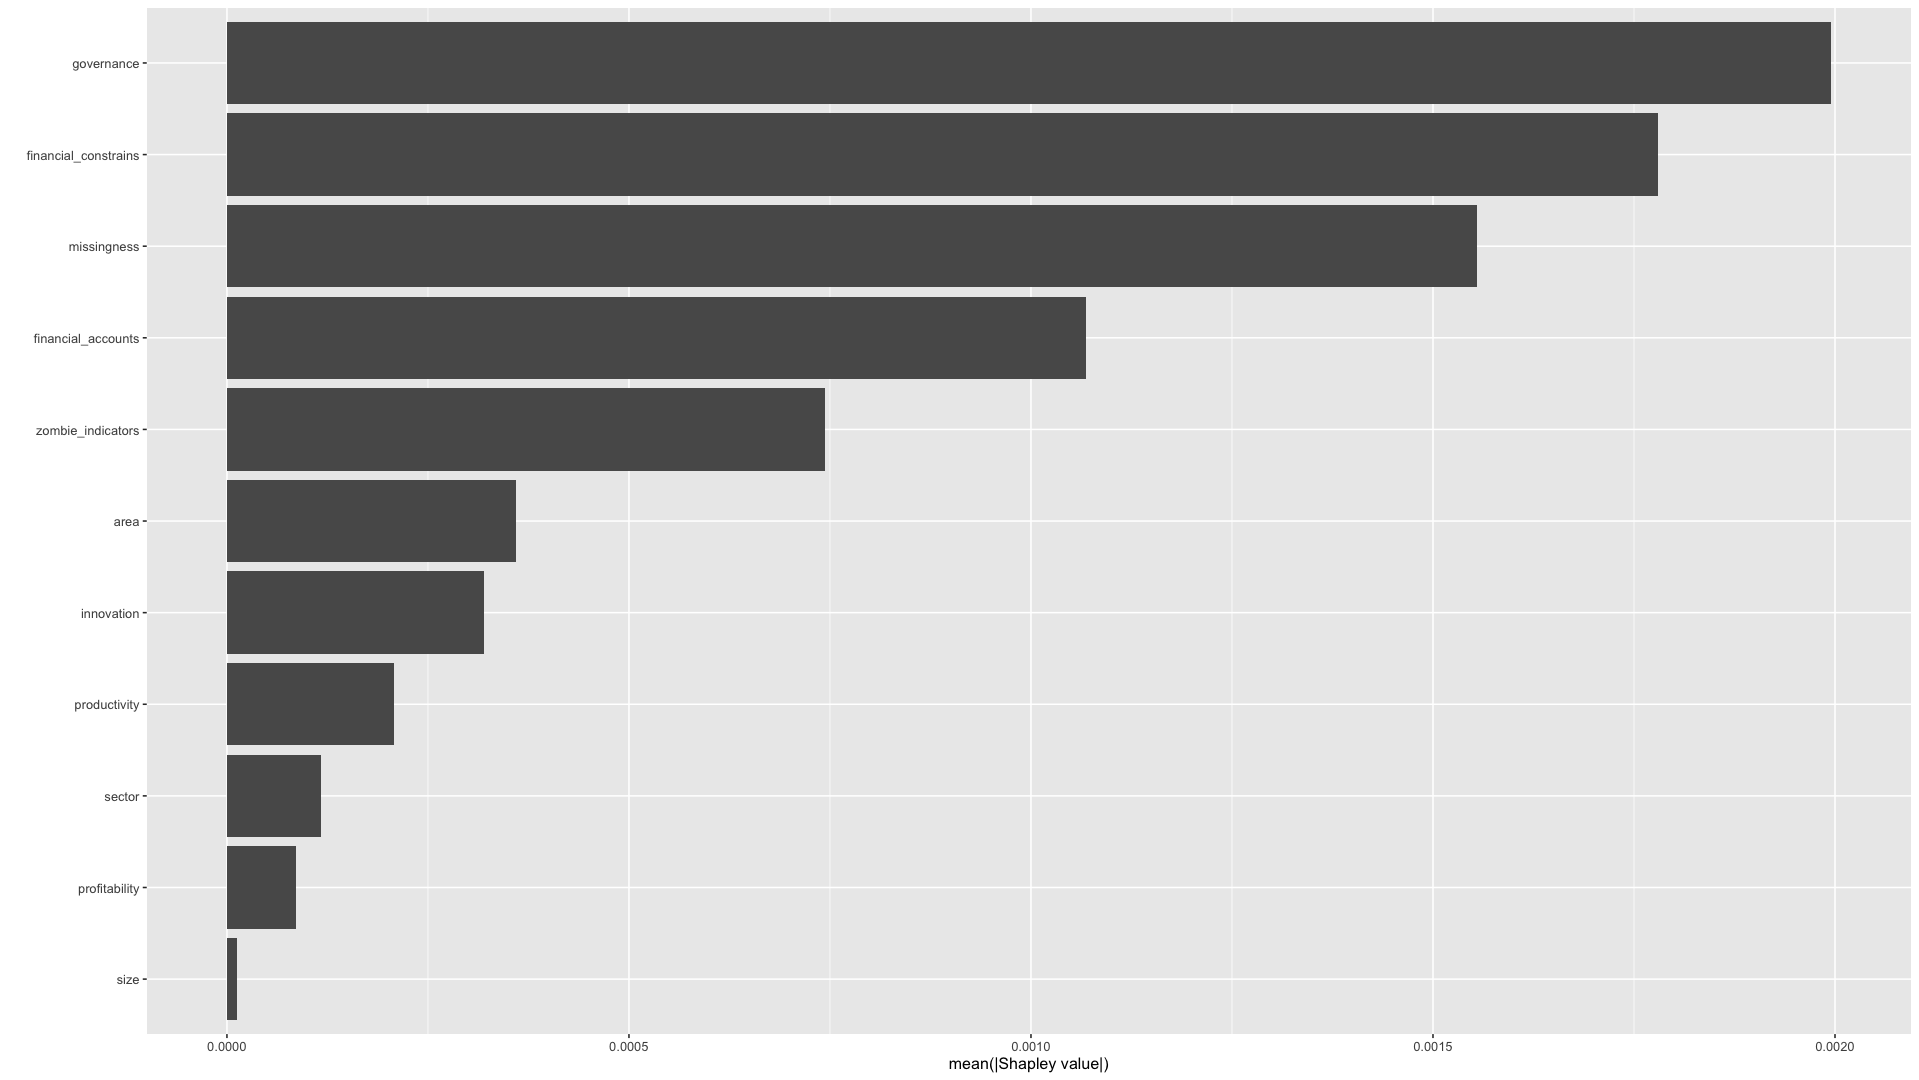 governance
financial_constrains
missingness
financial_accounts
zombie_indicators
area
innovation
productivity
sector
profitability
size
0.0000 0.0005 0.0010 0.0015 0.0020
mean(|Shapley value|)